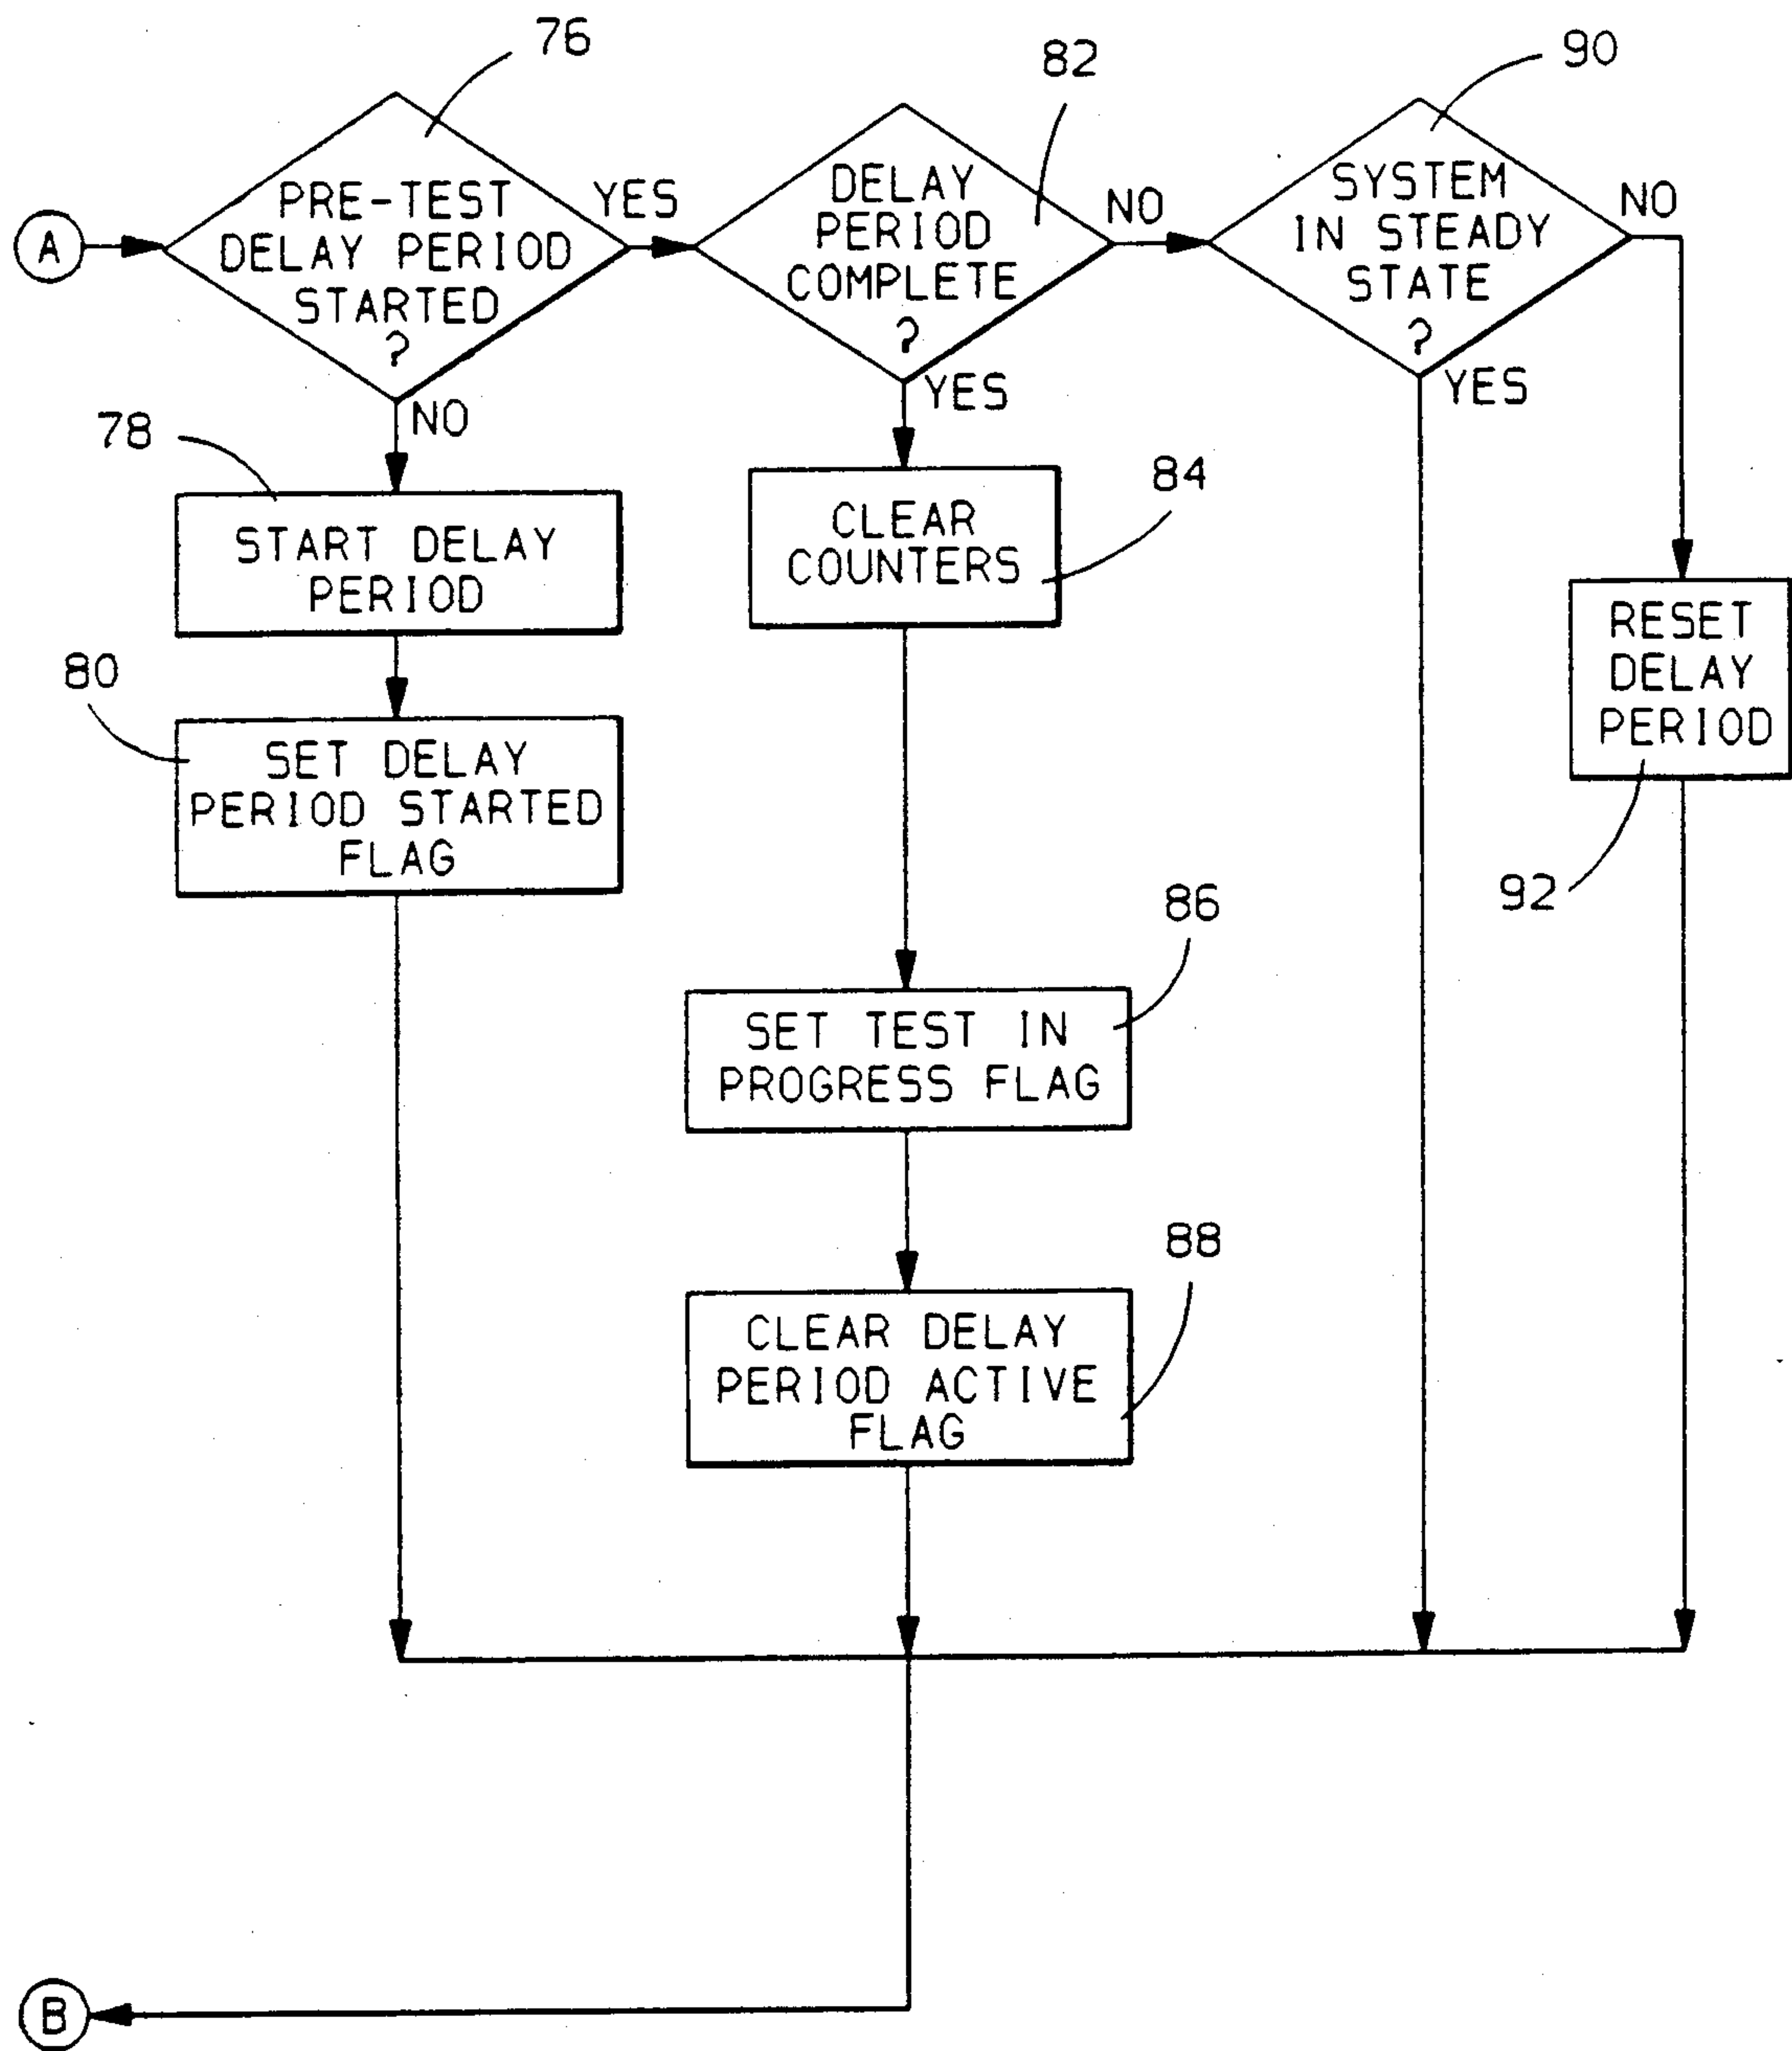 76
82
90
A
PRE-TEST
DELAY PERIOD
STARTED
?
YES
DELAY
PERIOD
COMPLETE
?
NO
SYSTEM
IN STEADY
STATE
?
NO
NO
YES
YES
78
START DELAY
PERIOD
84
CLEAR
COUNTERS
RESET
DELAY
PERIOD
80
SET DELAY
PERIOD STARTED
FLAG
92
86
SET TEST IN
PROGRESS FLAG
88
CLEAR DELAY
PERIOD ACTIVE
FLAG
B